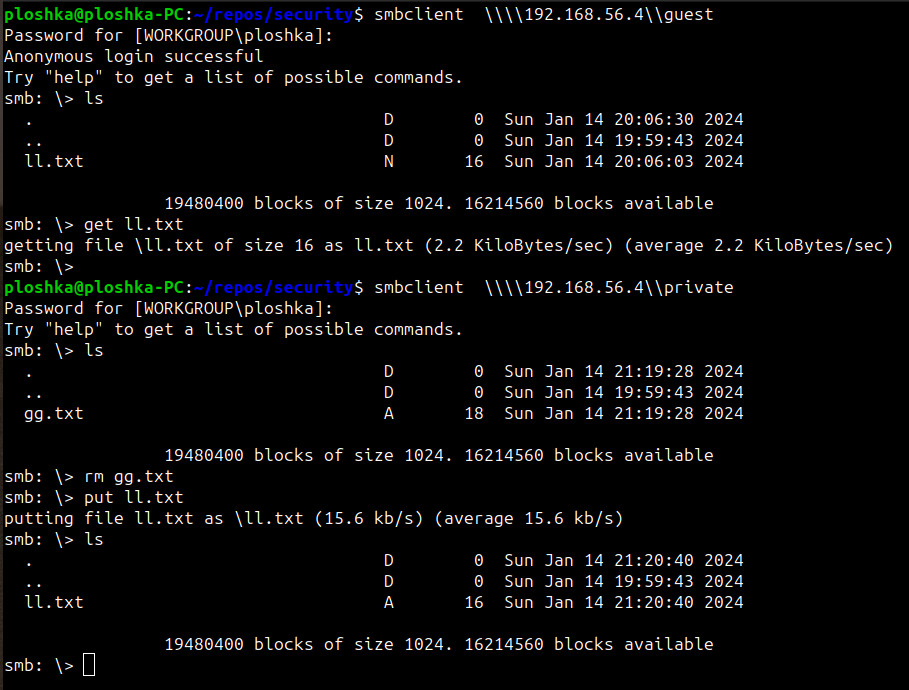 ploshka@ploshka-PC:~/repos/security$ smbclient  \\\\192.168.56.4\\guest
Password for [WORKGROUP\ploshka]:
Anonymous login successful
Try "help" to get a list of possible commands.
smb: \> ls
  .                                   D        0  Sun Jan 14 20:06:30 2024
  ..                                  D        0  Sun Jan 14 19:59:43 2024
  ll.txt                              N       16  Sun Jan 14 20:06:03 2024
                19480400 blocks of size 1024. 16214560 blocks available
smb: \> get ll.txt
getting file \ll.txt of size 16 as ll.txt (2.2 KiloBytes/sec) (average 2.2 KiloBytes/sec)
smb: \>
ploshka@ploshka-PC:~/repos/security$ smbclient  \\\\192.168.56.4\\private
Password for [WORKGROUP\ploshka]:
Try "help" to get a list of possible commands.
smb: \> ls
  .                                   D        0  Sun Jan 14 21:19:28 2024
  ..                                  D        0  Sun Jan 14 19:59:43 2024
  gg.txt                              A       18  Sun Jan 14 21:19:28 2024
                19480400 blocks of size 1024. 16214560 blocks available
smb: \> rm gg.txt
smb: \> put ll.txt
putting file ll.txt as \ll.txt (15.6 kb/s) (average 15.6 kb/s)
smb: \> ls
  .                                   D        0  Sun Jan 14 21:20:40 2024
  ..                                  D        0  Sun Jan 14 19:59:43 2024
  ll.txt                              A       16  Sun Jan 14 21:20:40 2024
                19480400 blocks of size 1024. 16214560 blocks available
smb: \>